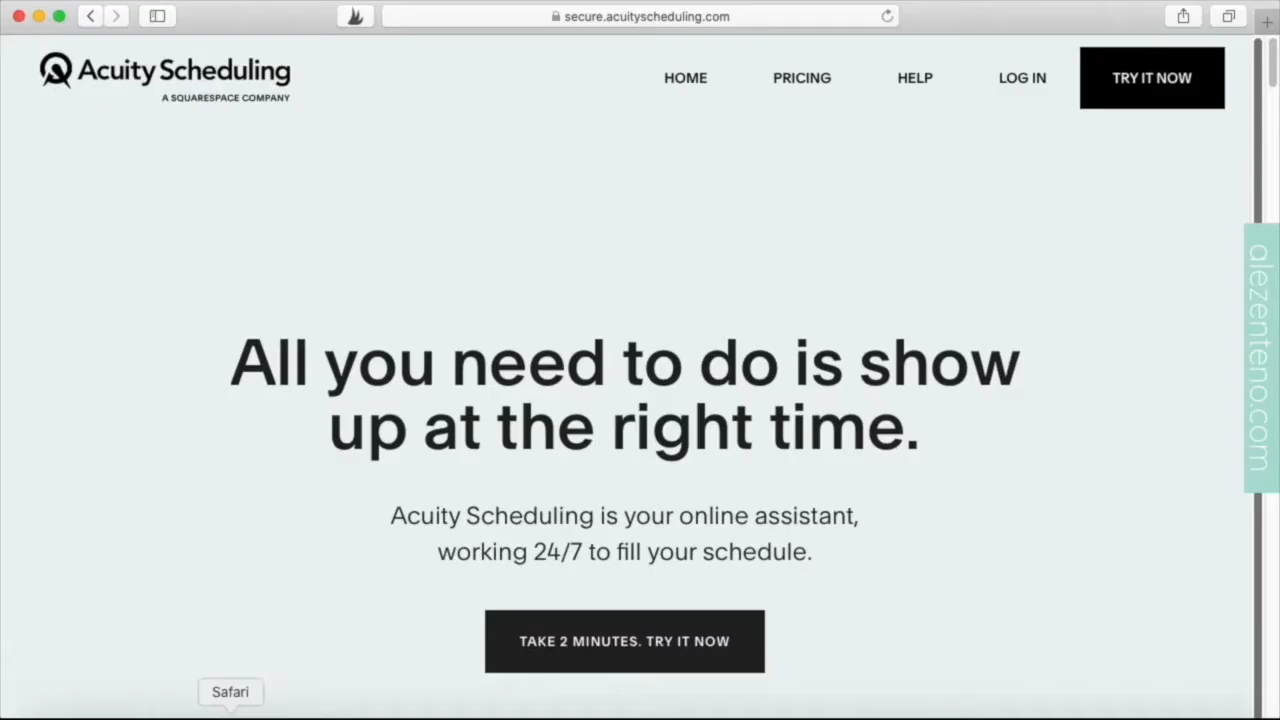 secure.acuityscheduling.com
Acuity Scheduling
A SQUARESPACE COMPANY
HOME
PRICING
HELP
LOG IN
TRY IT NOW
All you need to do is show
up at the right time.
Acuity Scheduling is your online assistant,
working 24/7 to fill your schedule.
TAKE 2 MINUTES. TRY IT NOW
Safari
alezenteno.com